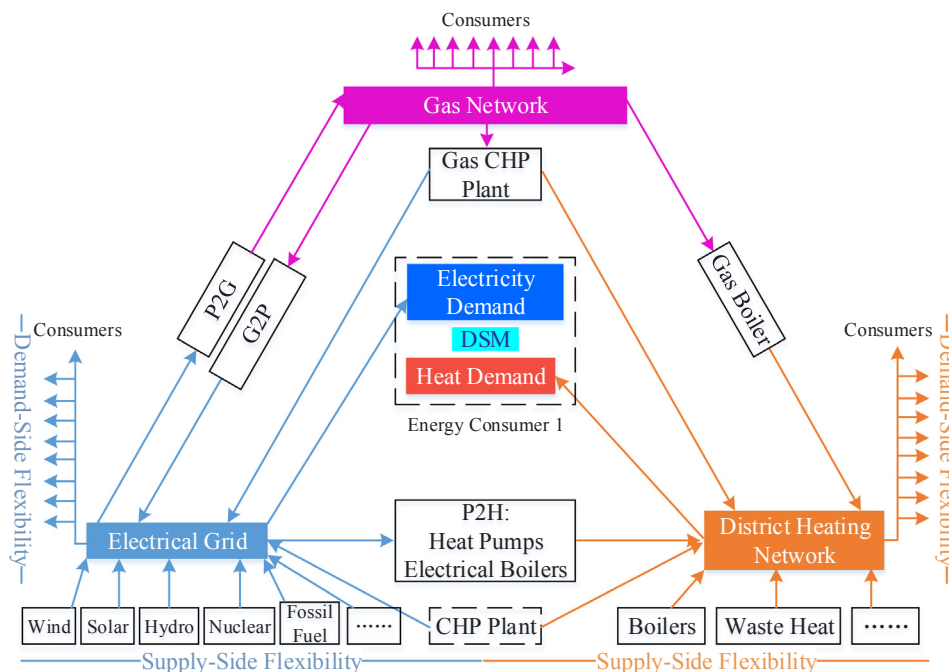 Consumers
Gas Network
Gas CHP
Plant
P2G
G2P
Gas Boiler
Electricity
Demand
DSM
Heat Demand
Energy Consumer 1
Consumers
Demand-Side Flexibility
Consumers
Demand-Side Flexibility
Electrical Grid
P2H:
Heat Pumps
Electrical Boilers
District Heating
Network
Wind
Solar
Hydro
Nuclear
Fossil
Fuel
......
CHP Plant
Boilers
Waste Heat
......
Supply-Side Flexibility
Supply-Side Flexibility